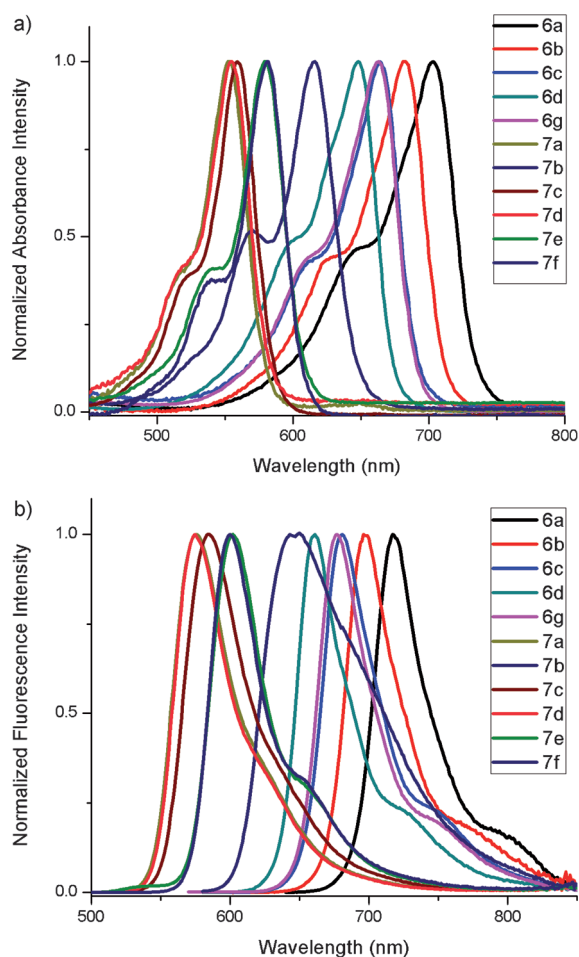 a)
Normalized Absorbance Intensity
1.0
0.5
0.0
500
600
700
800
Wavelength (nm)
6a
6b
6c
6d
6g
7a
7b
7c
7d
7e
7f
b)
Normalized Fluorescence Intensity
1.0
0.5
0.0
500
600
700
800
Wavelength (nm)
6a
6b
6c
6d
6g
7a
7b
7c
7d
7e
7f